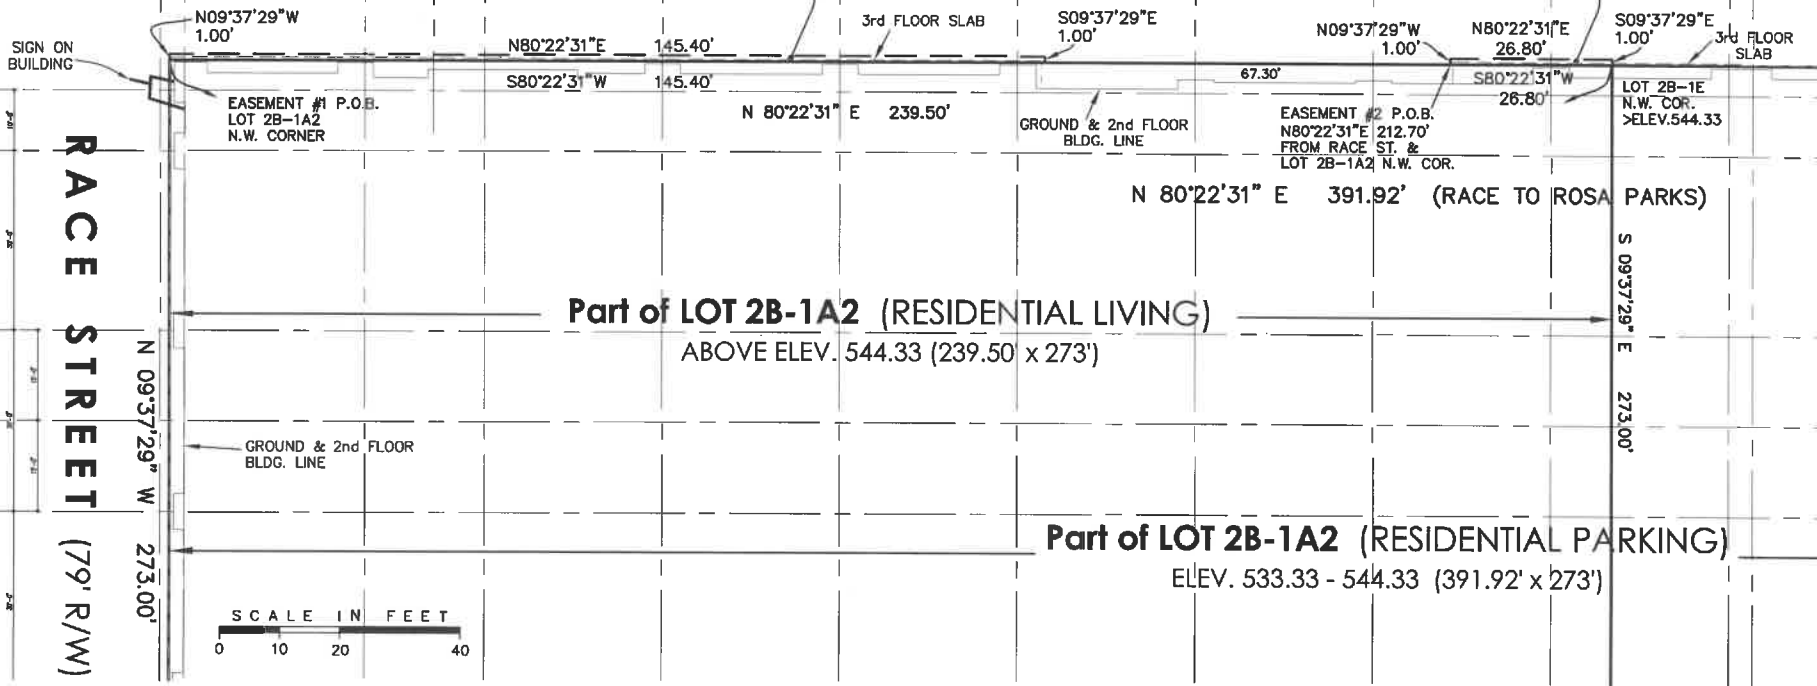 N09°37'29"W
1.00'
SIGN ON
BUILDING
N80°22'31"E 145.40'
3rd FLOOR SLAB
S09°37'29"E
1.00'
N09°37'29"W
1.00'
N80°22'31"E
26.80'
S09°37'29"E
1.00'
3rd FLOOR
SLAB
S80°22'31"W 145.40'
67.30'
S80°22'31"W
26.80'
EASEMENT #1 P.O.B.
LOT 2B-1A2
N.W. CORNER
N 80°22'31" E 239.50'
GROUND & 2nd FLOOR
BLDG. LINE
EASEMENT #2 P.O.B.
N80°22'31"E 212.70'
FROM RACE ST. &
LOT 2B-1A2 N.W. COR.
LOT 2B-1E
N.W. COR.
>ELEV.544.33
N 80°22'31" E 391.92' (RACE TO ROSA PARKS)
RACE STREET (79' R/W)
N 09°37'29" W 273.00'
S 09°37'29" E 273.00'
Part of LOT 2B-1A2 (RESIDENTIAL LIVING)
ABOVE ELEV. 544.33 (239.50' x 273')
GROUND & 2nd FLOOR
BLDG. LINE
Part of LOT 2B-1A2 (RESIDENTIAL PARKING)
ELEV. 533.33 - 544.33 (391.92' x 273')
SCALE IN FEET
0 10 20 40